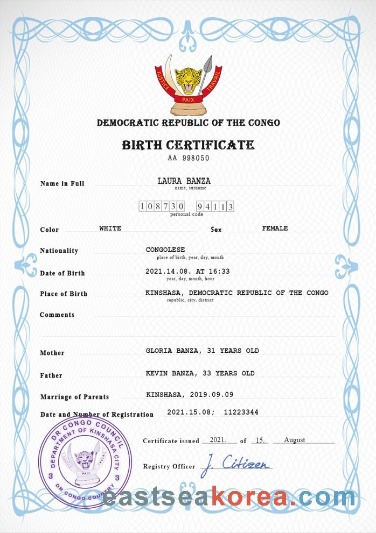 JUSTICE PAIX TRAVAIL
DEMOCRATIC REPUBLIC OF THE CONGO
BIRTH CERTIFICATE
AA 998050
Name in Full LAURA BANZA
name, surname
108730 94113
personal code
Color WHITE Sex FEMALE
Nationality CONGOLESE
place of birth, year, day, month
Date of Birth 2021.14.08. AT 16:33
year, day, month, hour
Place of Birth KINSHASA, DEMOCRATIC REPUBLIC OF THE CONGO
republic, city, district
Comments
Mother GLORIA BANZA, 31 YEARS OLD
Father KEVIN BANZA, 33 YEARS OLD
Marriage of Parents KINSHASA, 2019.09.09
Date and Number of Registration 2021.15.08; 11223344
Certificate issued 2021. of 15. August
Registry Officer J. Citizen
DR CONGO COUNCIL
DEPARTMENT OF KINSHASA CITY
DR CONGO COUNTRY
eastseakorea.com